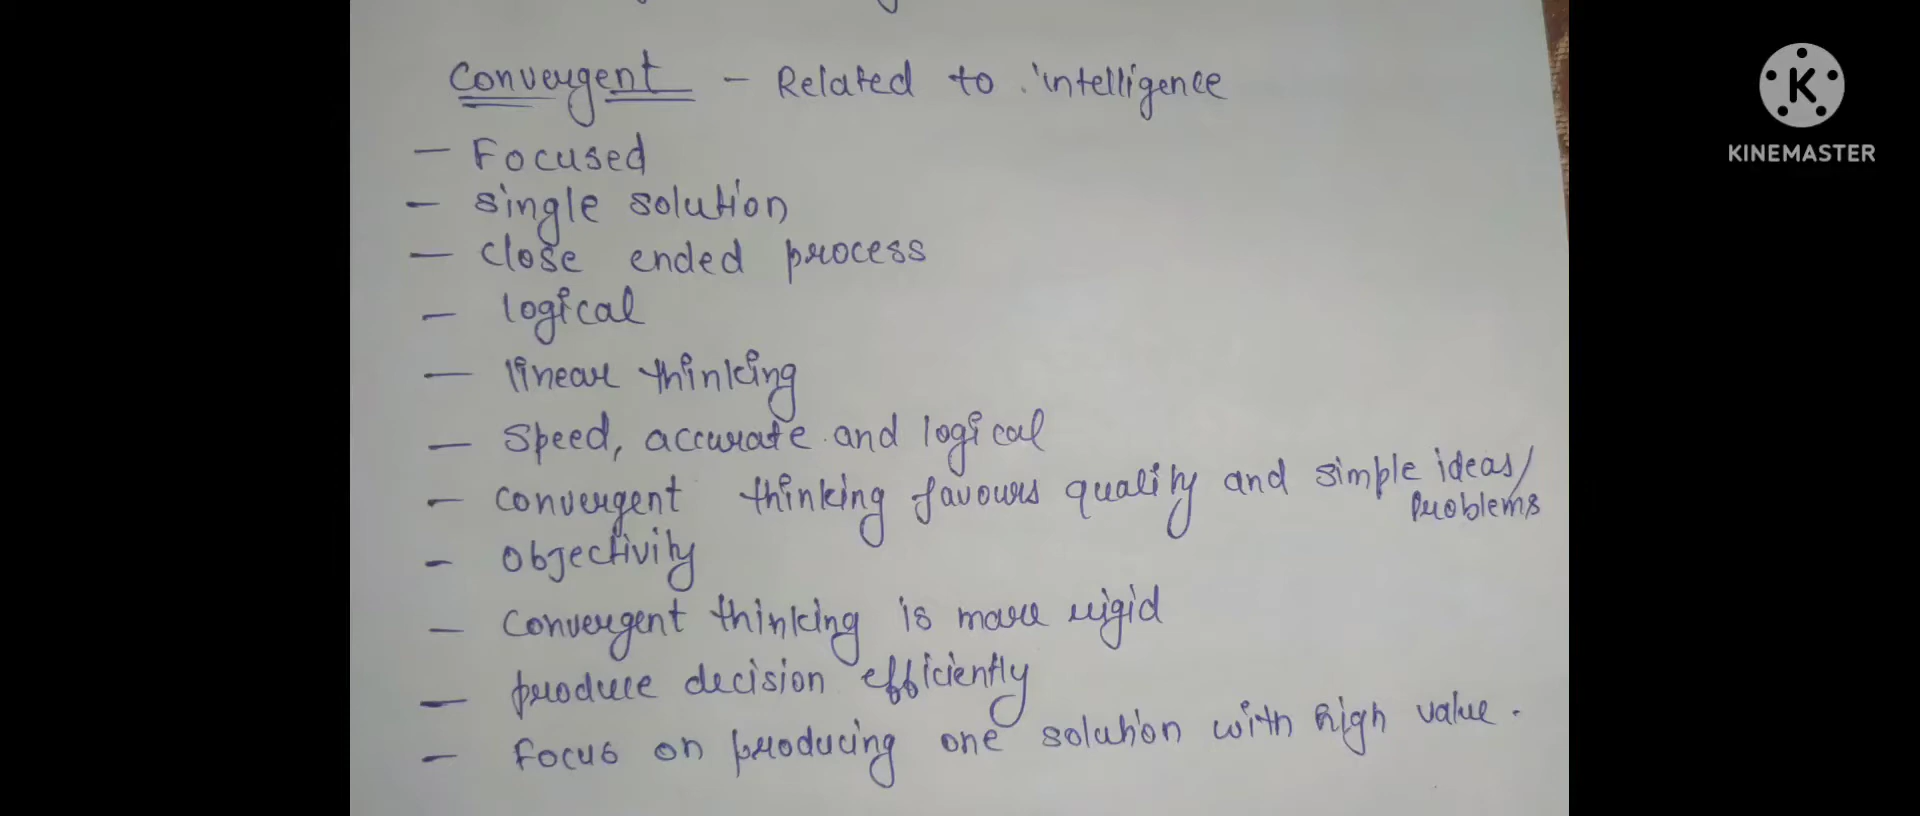 Convergent - Related to intelligence
- Focused
- single solution
- close ended process
- logical
- linear thinking
- speed, accurate and logical
- convergent thinking favours quality and simple ideas/
problems
- objectivity
- convergent thinking is more rigid
- produce decision efficiently
- Focus on producing one solution with high value.
K
KINEMASTER